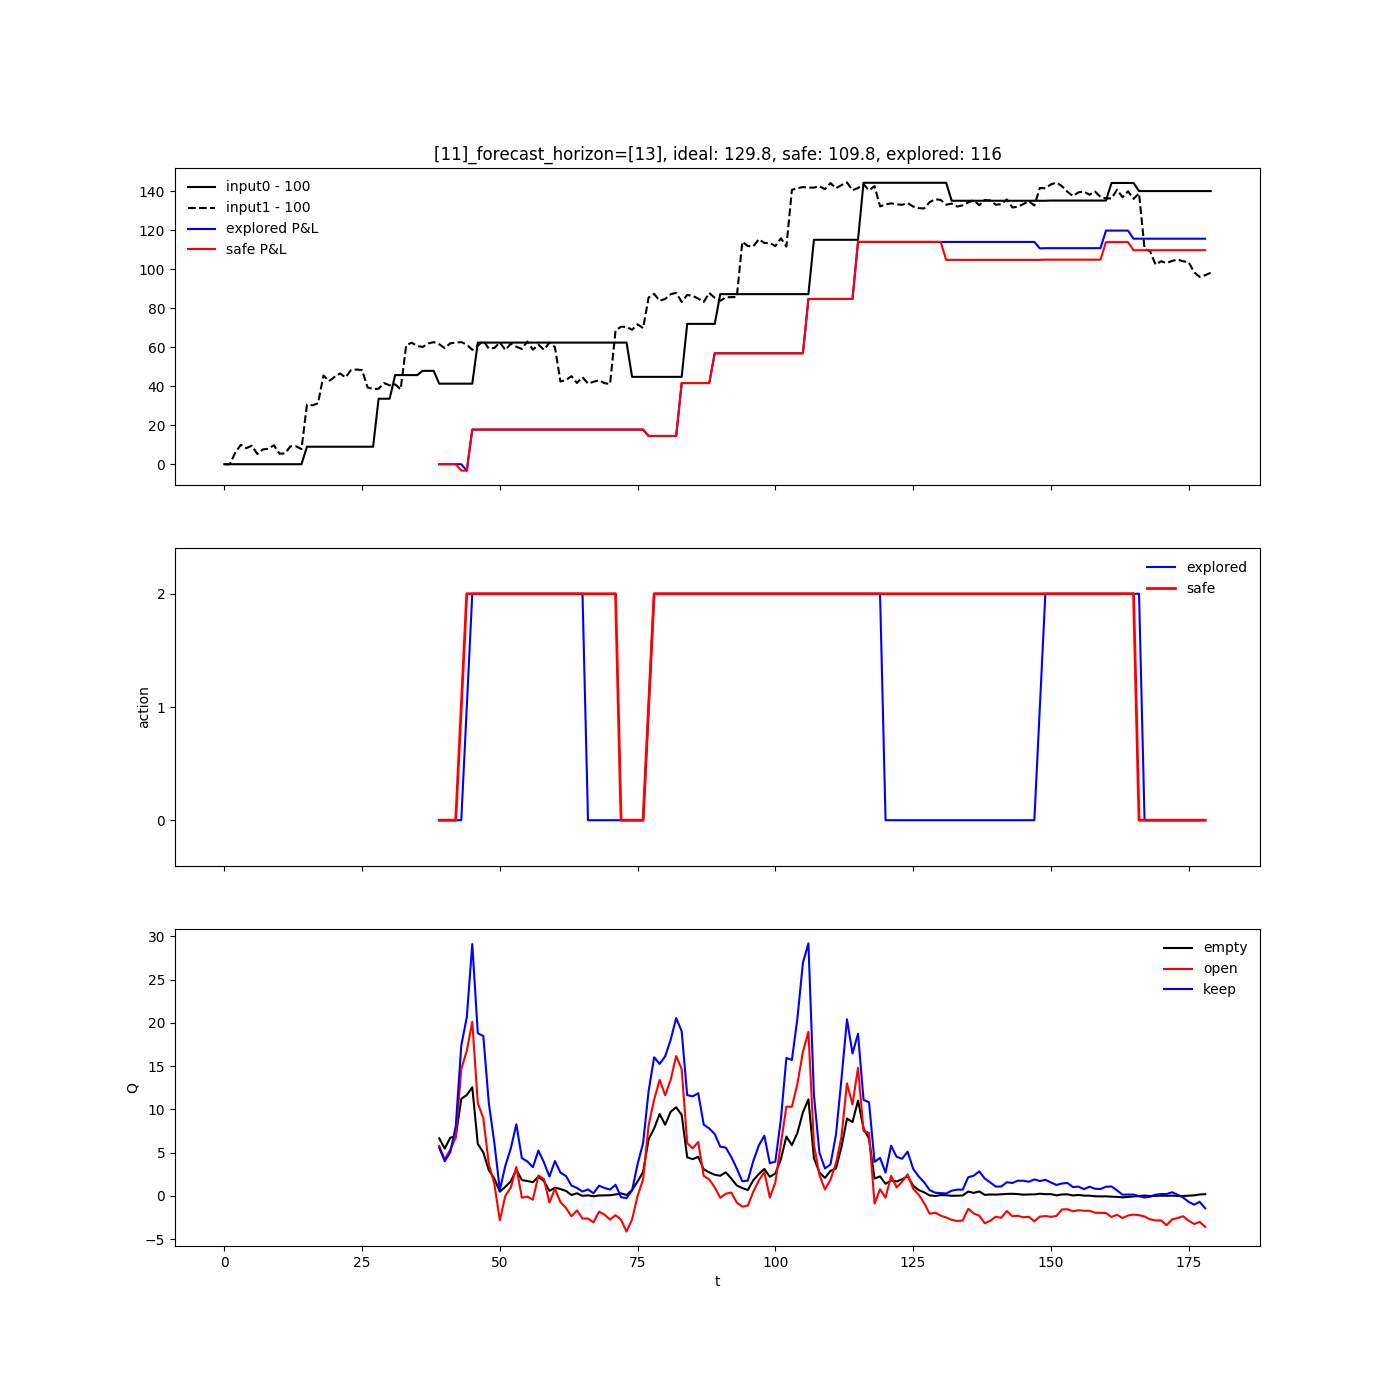 [11]_forecast_horizon=[13], ideal: 129.8, safe: 109.8, explored: 116
input0 - 100
input1 - 100
explored P&L
safe P&L
140
120
100
80
60
40
20
0
explored
safe
2
1
0
action
empty
open
keep
30
25
20
15
10
5
0
−5
Q
0 25 50 75 100 125 150 175
t